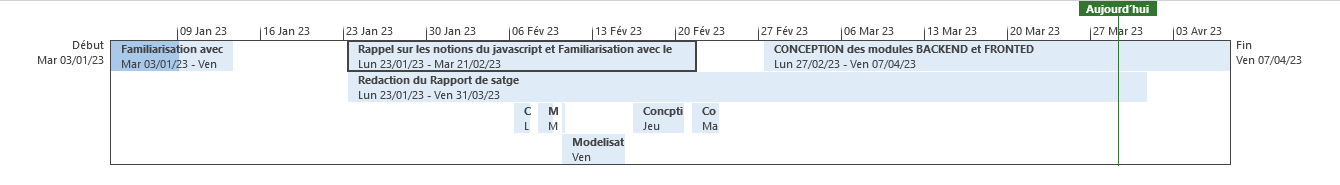 Aujourd'hui
09 Jan 23 16 Jan 23 23 Jan 23 30 Jan 23 06 Fév 23 13 Fév 23 20 Fév 23 27 Fév 23 06 Mar 23 13 Mar 23 20 Mar 23 27 Mar 23 03 Avr 23
Début
Mar 03/01/23
Familiarisation avec
Mar 03/01/23 - Ven
Rappel sur les notions du javascript et Familiarisation avec le
Lun 23/01/23 - Mar 21/02/23
CONCEPTION des modules BACKEND et FRONTED
Lun 27/02/23 - Ven 07/04/23
Fin
Ven 07/04/23
Redaction du Rapport de satge
Lun 23/01/23 - Ven 31/03/23
C
L
M
M
Concpti
Jeu
Co
Ma
Modelisat
Ven